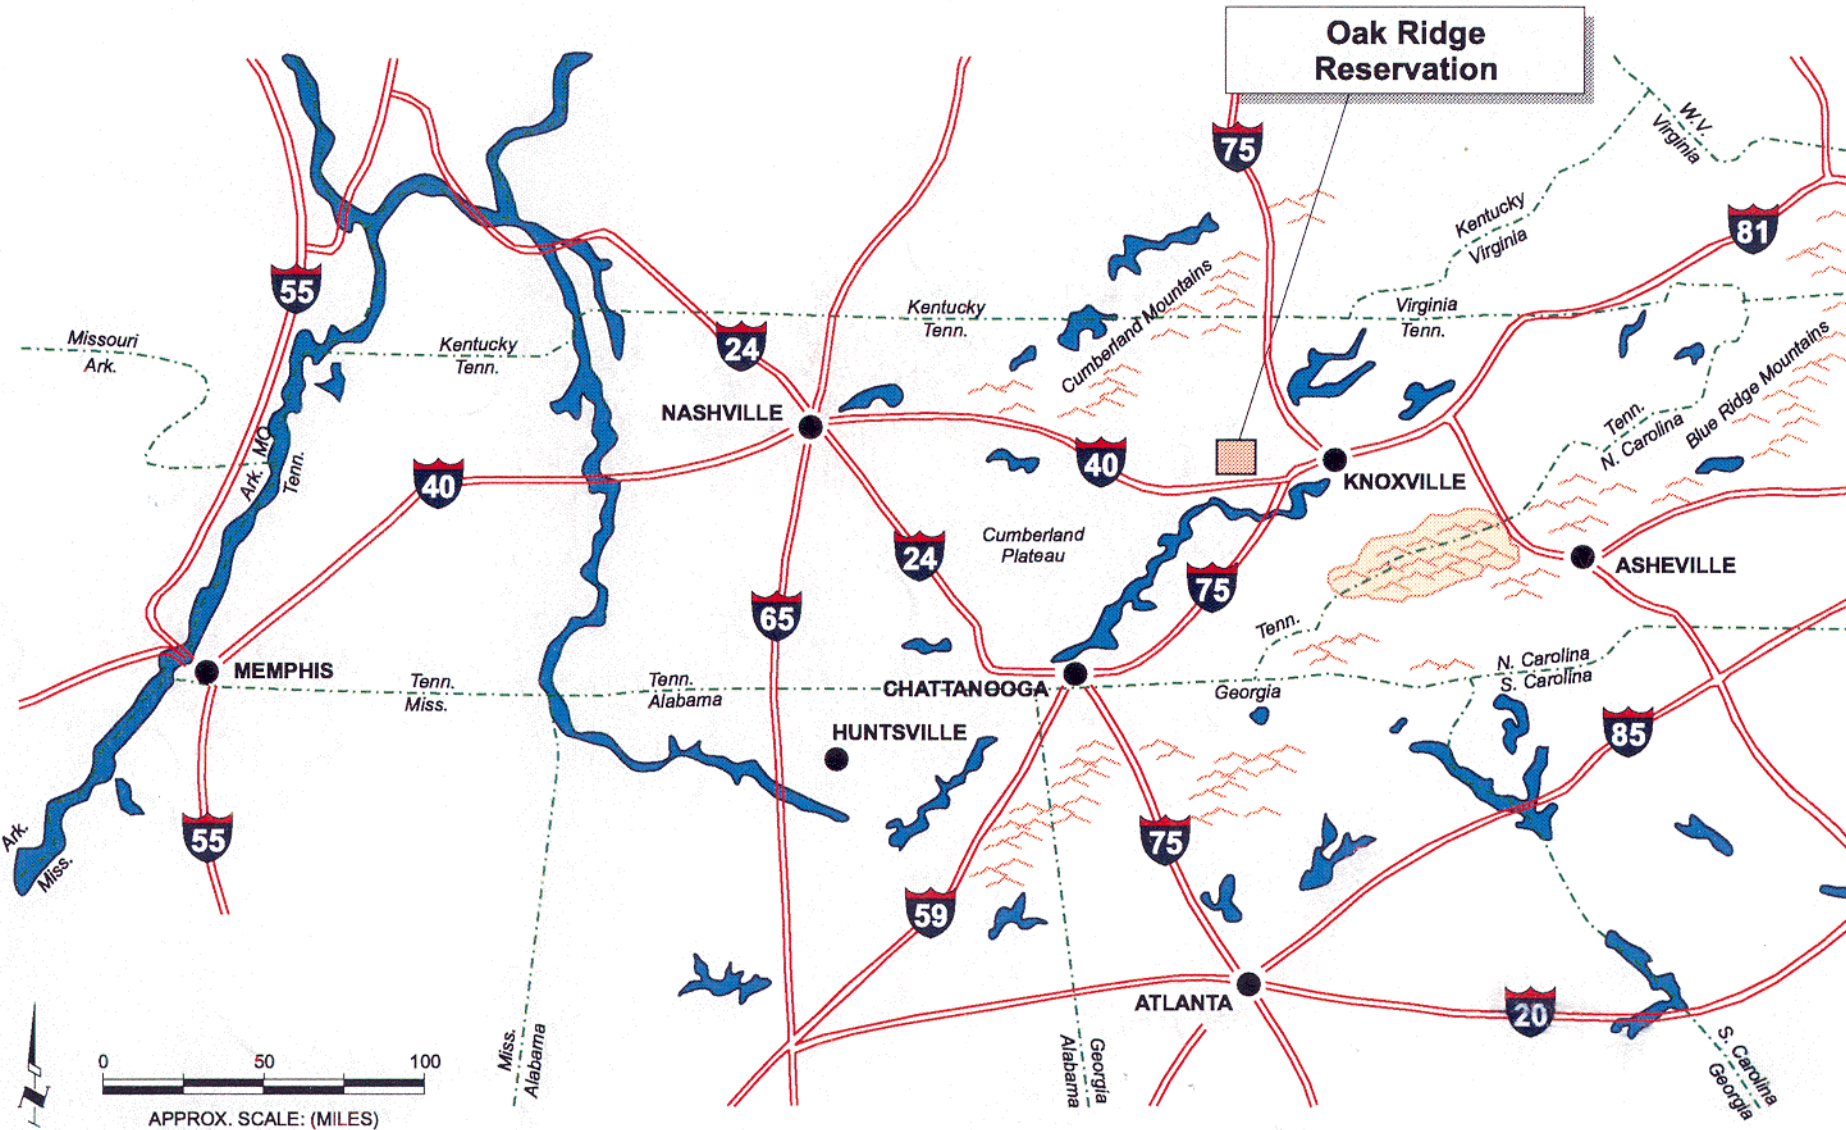 Oak Ridge
Reservation
W.V.
Virginia
75
Kentucky
Virginia
81
55
Cumberland Mountains
Kentucky
Tenn.
Virginia
Tenn.
Missouri
Ark.
Kentucky
Tenn.
24
Blue Ridge Mountains
NASHVILLE
Tenn.
N. Carolina
MO
Ark.
Tenn.
40
40
KNOXVILLE
Cumberland
Plateau
24
75
ASHEVILLE
65
Tenn.
MEMPHIS
N. Carolina
S. Carolina
Tenn.
Miss.
Tenn.
Alabama
CHATTANOOGA
Georgia
HUNTSVILLE
85
Ark.
Miss.
55
75
59
ATLANTA
20
Miss.
Alabama
Georgia
Alabama
S. Carolina
Georgia
N
0 50 100
APPROX. SCALE: (MILES)